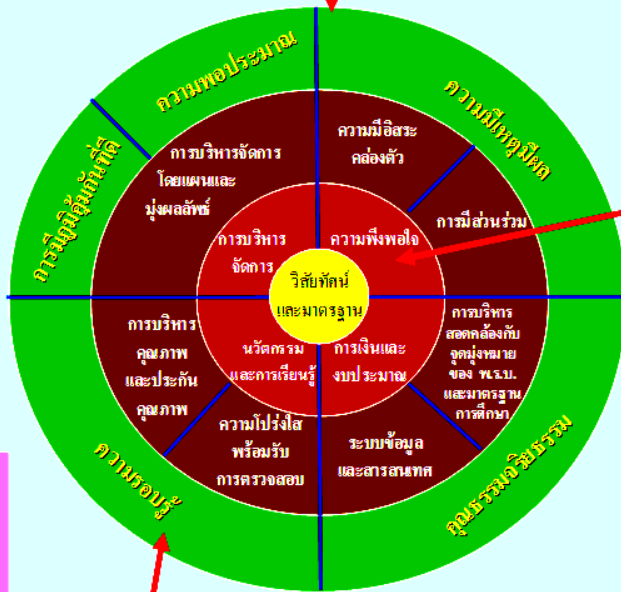 ความพอประมาณ
ความมีเหตุมีผล
การมีภูมิคุ้มกันที่ดี
ความมีอิสระ
คล่องตัว
การบริหารจัดการ
โดยแผนและ
มุ่งผลลัพธ์
การมีส่วนร่วม
การบริหาร
จัดการ
ความพึงพอใจ
วิสัยทัศน์
และมาตรฐาน
การบริหาร
คุณภาพ
และประกัน
คุณภาพ
นวัตกรรม
และการเรียนรู้
การเงินและ
งบประมาณ
การบริหาร
สอดคล้องกับ
จุดมุ่งหมาย
ของ พ.ร.บ.
และมาตรฐาน
การศึกษา
ความโปร่งใส
พร้อมรับ
การตรวจสอบ
ระบบข้อมูล
และสารสนเทศ
ความรอบรู้
คุณธรรมจริยธรรม